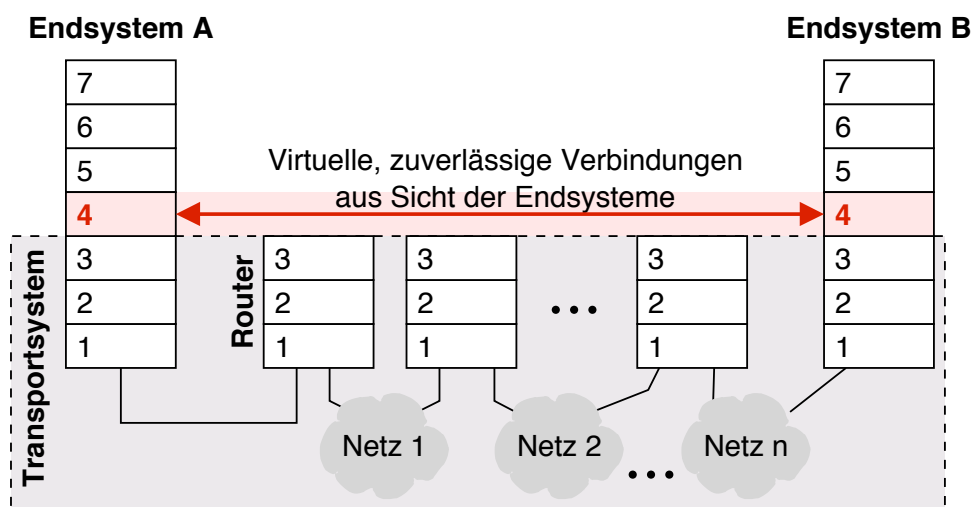 Endsystem A
Endsystem B
7
7
6
6
5
Virtuelle, zuverlässige Verbindungen
5
aus Sicht der Endsysteme
4
4
Transportsystem
3
Router
3
3
3
3
2
2
2
...
2
2
1
1
1
1
1
Netz 1
Netz 2
...
Netz n